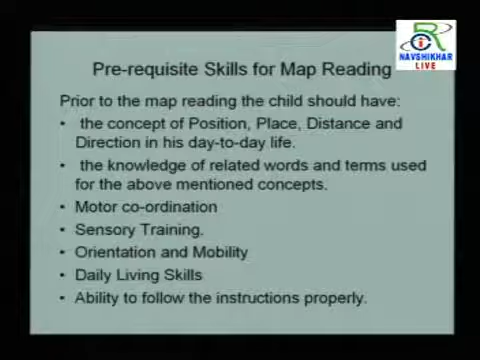 R
i
NAVSHIKHAR
LIVE
Pre-requisite Skills for Map Reading
Prior to the map reading the child should have:
• the concept of Position, Place, Distance and
Direction in his day-to-day life.
• the knowledge of related words and terms used
for the above mentioned concepts.
• Motor co-ordination
• Sensory Training.
• Orientation and Mobility
• Daily Living Skills
• Ability to follow the instructions properly.